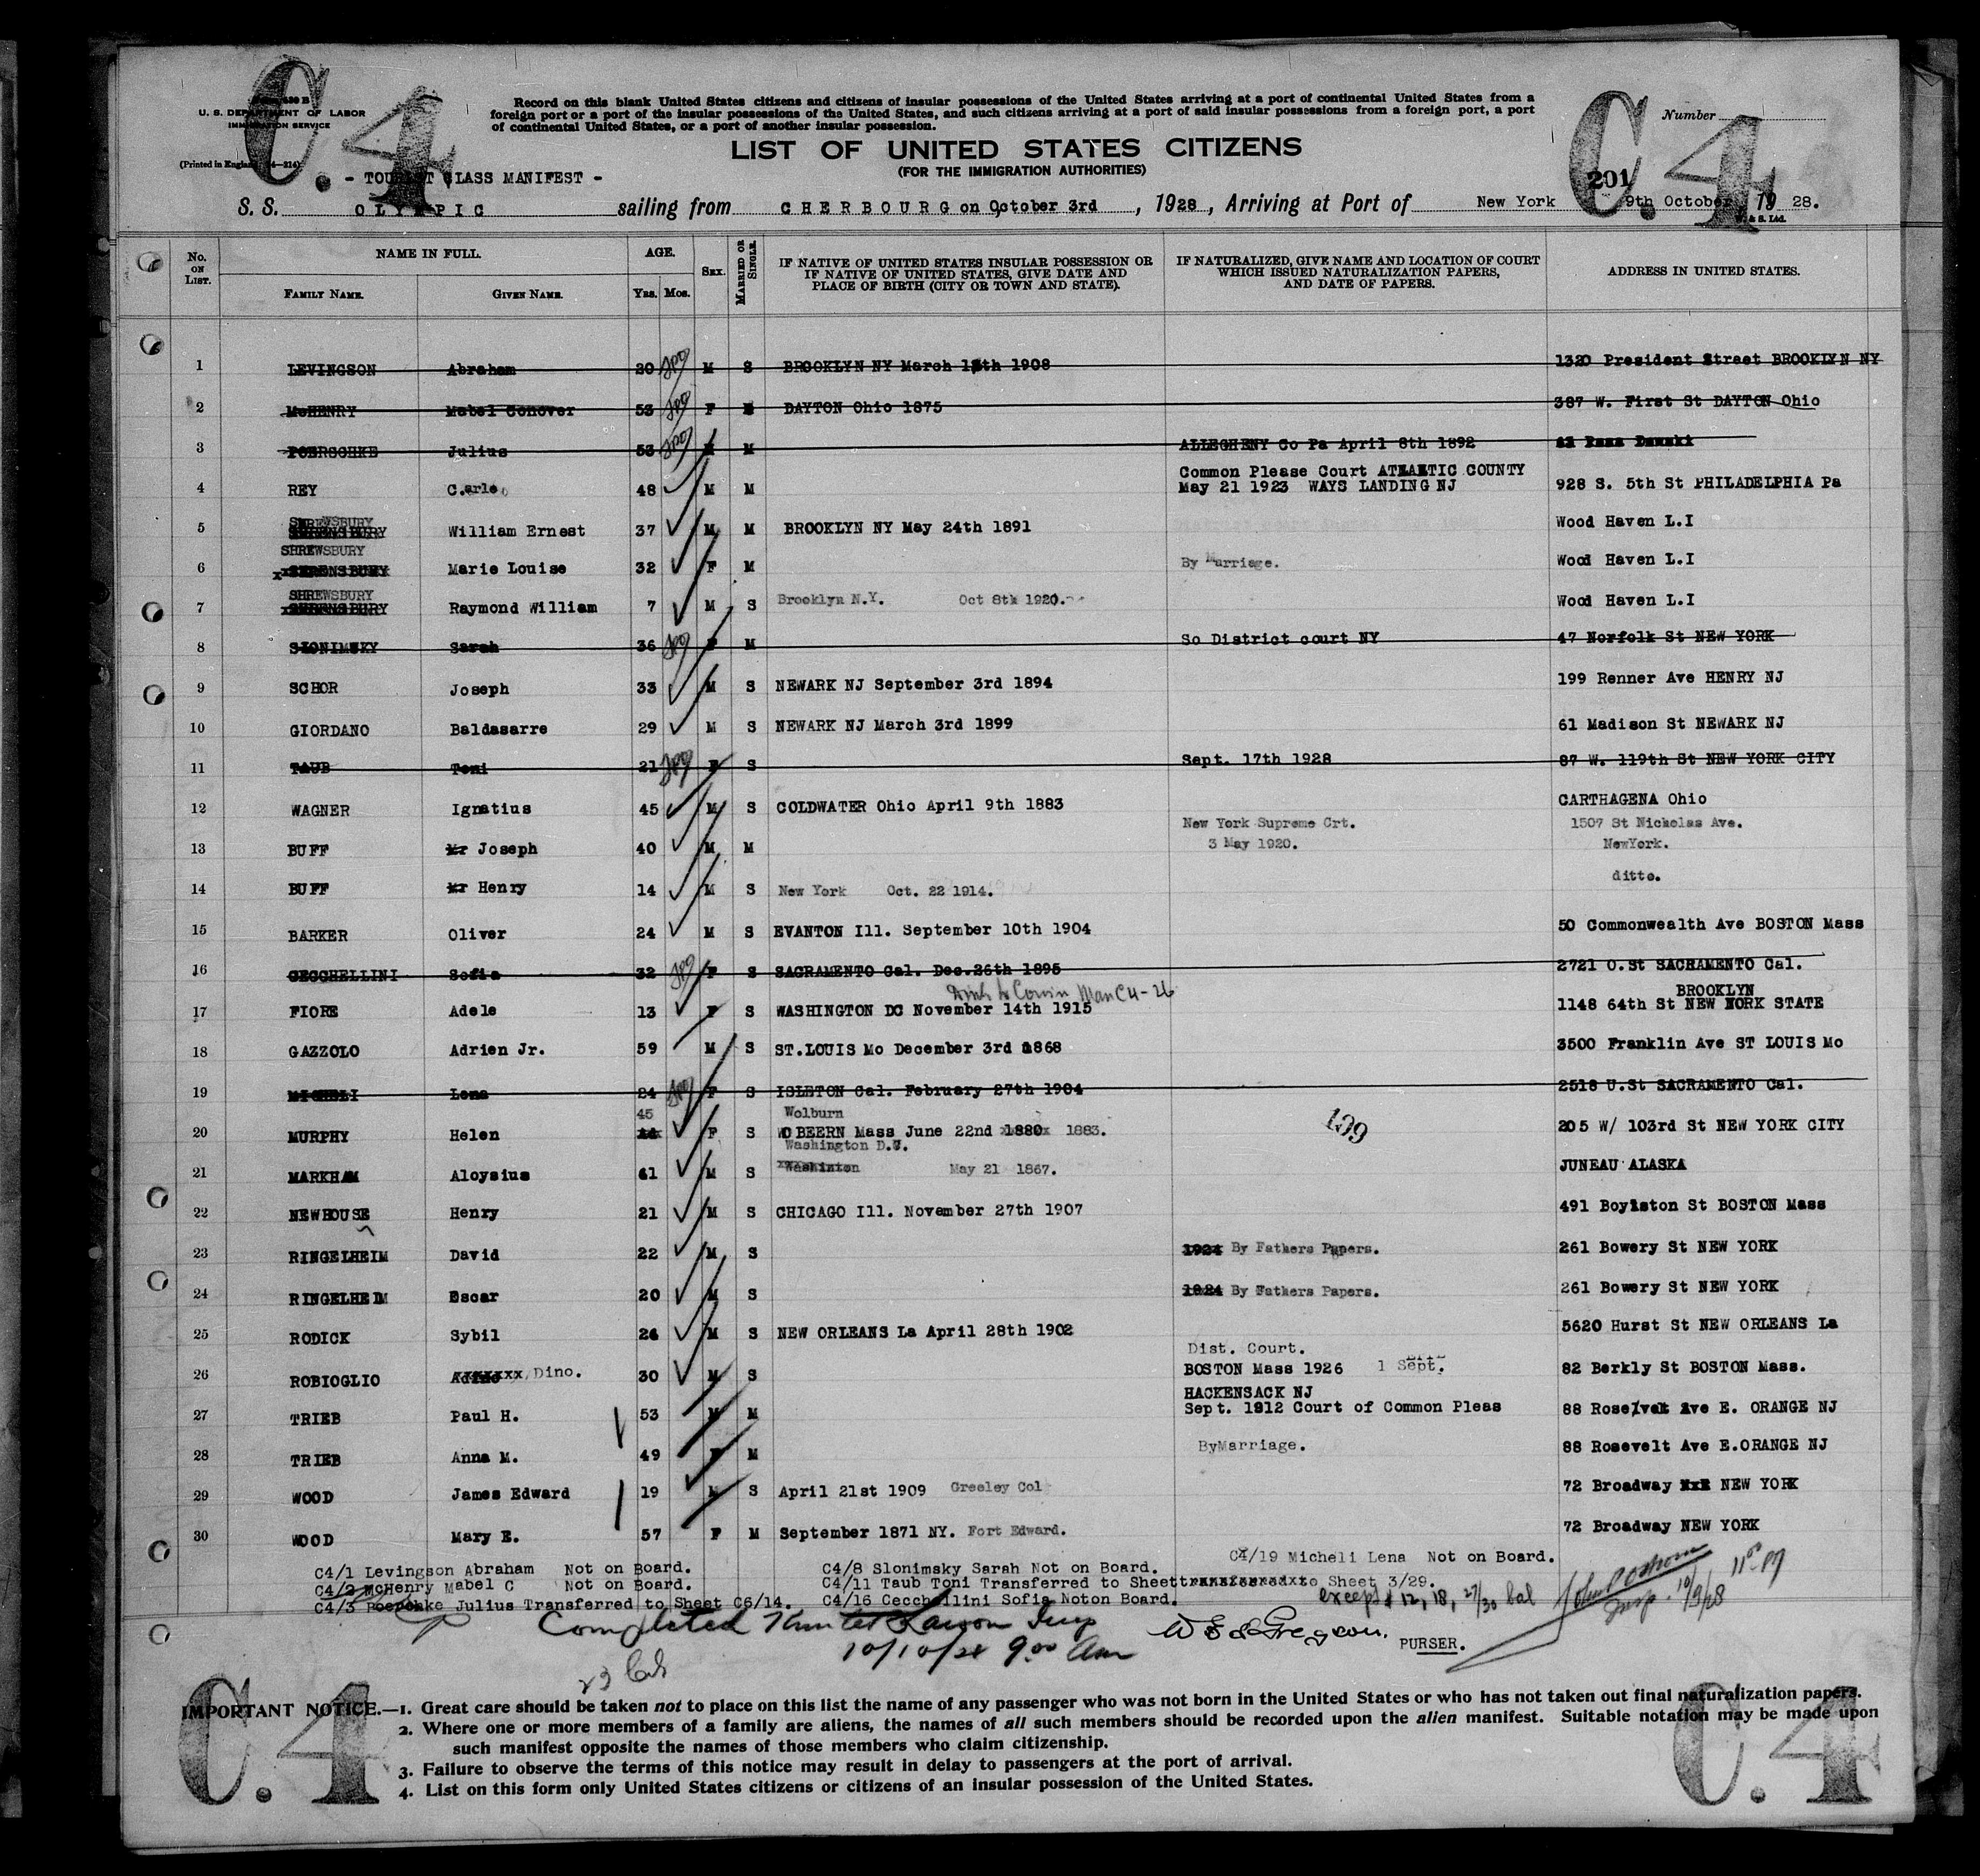 C.4 C.4
U. S. DEPARTMENT OF LABOR
IMMIGRATION SERVICE
(Printed in England
Record on this blank United States citizens and citizens of insular possessions of the United States arriving at a port of continental United States from a
foreign port or a port of the insular possessions of the United States, and such citizens arriving at a port of said insular possessions from a foreign port, a port
of continental United States, or a port of another insular possession.
Number
LIST OF UNITED STATES CITIZENS
(FOR THE IMMIGRATION AUTHORITIES)
- TOURIST CLASS MANIFEST -
201
S. S. OLYMPIC sailing from CHERBOURG on October 3rd, 1928, Arriving at Port of New York 9th October, 1928.
No. ON LIST. NAME IN FULL. AGE. SEX. MARRIED OR SINGLE. IF NATIVE OF UNITED STATES INSULAR POSSESSION OR IF NATIVE OF UNITED STATES, GIVE DATE AND PLACE OF BIRTH (CITY OR TOWN AND STATE). IF NATURALIZED, GIVE NAME AND LOCATION OF COURT WHICH ISSUED NATURALIZATION PAPERS, AND DATE OF PAPERS. ADDRESS IN UNITED STATES.
FAMILY NAME. GIVEN NAME. YRS. MOS.
1 LEVINGSON Abraham 20 M S BROOKLYN NY March 1th 1908 1320 President Street BROOKLYN NY
2 McHENRY Mabel Conover 53 F DAYTON Ohio 1875 387 W. First St DAYTON Ohio
3 POERSCHKE Julius 53 M M ALLEGHENY Co Pa April 8th 1892
Common Please Court ATLANTIC COUNTY
4 REY Carlo 48 M M May 21 1923 WAYS LANDING NJ 928 S. 5th St PHILADELPHIA Pa
SHREWSBURY
5 William Ernest 37 M M BROOKLYN NY May 24th 1891 Wood Haven L.I
SHREWSBURY
6 Marie Louise 32 F M By Marriage. Wood Haven L.I
SHREWSBURY
7 Raymond William 7 M S Brooklyn N.Y. Oct 8th 1920. Wood Haven L.I
8 SIONIMSKY Sarah 36 F M So District court NY 47 Norfolk St NEW YORK
9 SCHOR Joseph 33 M S NEWARK NJ September 3rd 1894 199 Renner Ave HENRY NJ
10 GIORDANO Baldasarre 29 M S NEWARK NJ March 3rd 1899 61 Madison St NEWARK NJ
11 TAUB Toni 21 F S Sept. 17th 1928 87 W. 119th St NEW YORK CITY
12 WAGNER Ignatius 45 M S COLDWATER Ohio April 9th 1883 CARTHAGENA Ohio
New York Supreme Crt. 1507 St Nicholas Ave.
13 BUFF Mr Joseph 40 M M 3 May 1920. NewYork.
14 BUFF Mr Henry 14 M S New York Oct. 22 1914. ditto.
15 BARKER Oliver 24 M S EVANTON Ill. September 10th 1904 50 Commonwealth Ave BOSTON Mass
16 CECCHELLINI Sofia 32 F S SACRAMENTO Cal. Dec.26th 1895 2721 O.St SACRAMENTO Cal.
BROOKLYN
17 FIORE Adele 13 F S WASHINGTON DC November 14th 1915 1148 64th St NEW YORK STATE
18 GAZZOLO Adrien Jr. 59 M S ST.LOUIS Mo December 3rd 1868 3500 Franklin Ave ST LOUIS Mo
19 MICHELI Lena 24 F S ISLETON Cal. February 27th 1904 2518 U.St SACRAMENTO Cal.
45 Wolburn
20 MURPHY Helen F S WOBEERN Mass June 22nd 1880 1883. 205 W/ 103rd St NEW YORK CITY
Washington D.C.
21 MARKHAM Aloysius 61 M S Washinton May 21 1867. JUNEAU ALASKA
199
22 NEWHOUSE Henry 21 M S CHICAGO Ill. November 27th 1907 491 Boylston St BOSTON Mass
23 RINGELHEIM David 22 M S 1924 By Fathers Papers. 261 Bowery St NEW YORK
24 RINGELHEIM Oscar 20 M S 1924 By Fathers Papers. 261 Bowery St NEW YORK
25 RODICK Sybil 26 M S NEW ORLEANS La April 28th 1902 5620 Hurst St NEW ORLEANS La
Dist. Court.
26 ROBIOGLIO Dino. 30 M S BOSTON Mass 1926 1 Sept. 82 Berkly St BOSTON Mass.
HACKENSACK NJ
27 TRIEB Paul H. 53 M M Sept. 1912 Court of Common Pleas 88 Rosevelt Ave E. ORANGE NJ
28 TRIEB Anna M. 49 F M ByMarriage. 88 Rosevelt Ave E.ORANGE NJ
29 WOOD James Edward 19 M S April 21st 1909 Greeley Col 72 Broadway NEW YORK
30 WOOD Mary E. 57 F M September 1871 NY. Fort Edward. 72 Broadway NEW YORK
C4/1 Levingson Abraham Not on Board. C4/8 Slonimsky Sarah Not on Board. C4/19 Micheli Lena Not on Board.
C4/2 McHenry Mabel C Not on Board. C4/11 Taub Toni Transferred to Sheet Sheet 3/29.
C4/3 Poepchke Julius Transferred to Sheet C6/14. C4/16 Cecchellini Sofia Noton Board.
except # 12, 18, 27/30 Cal
Insp. 10/9/28
Completed Hunter Lawson Insp
10/10/28 9.00 Am
PURSER.
23
IMPORTANT NOTICE.—1. Great care should be taken not to place on this list the name of any passenger who was not born in the United States or who has not taken out final naturalization papers.
2. Where one or more members of a family are aliens, the names of all such members should be recorded upon the alien manifest. Suitable notation may be made upon
such manifest opposite the names of those members who claim citizenship.
3. Failure to observe the terms of this notice may result in delay to passengers at the port of arrival.
4. List on this form only United States citizens or citizens of an insular possession of the United States.
C.4 C.4